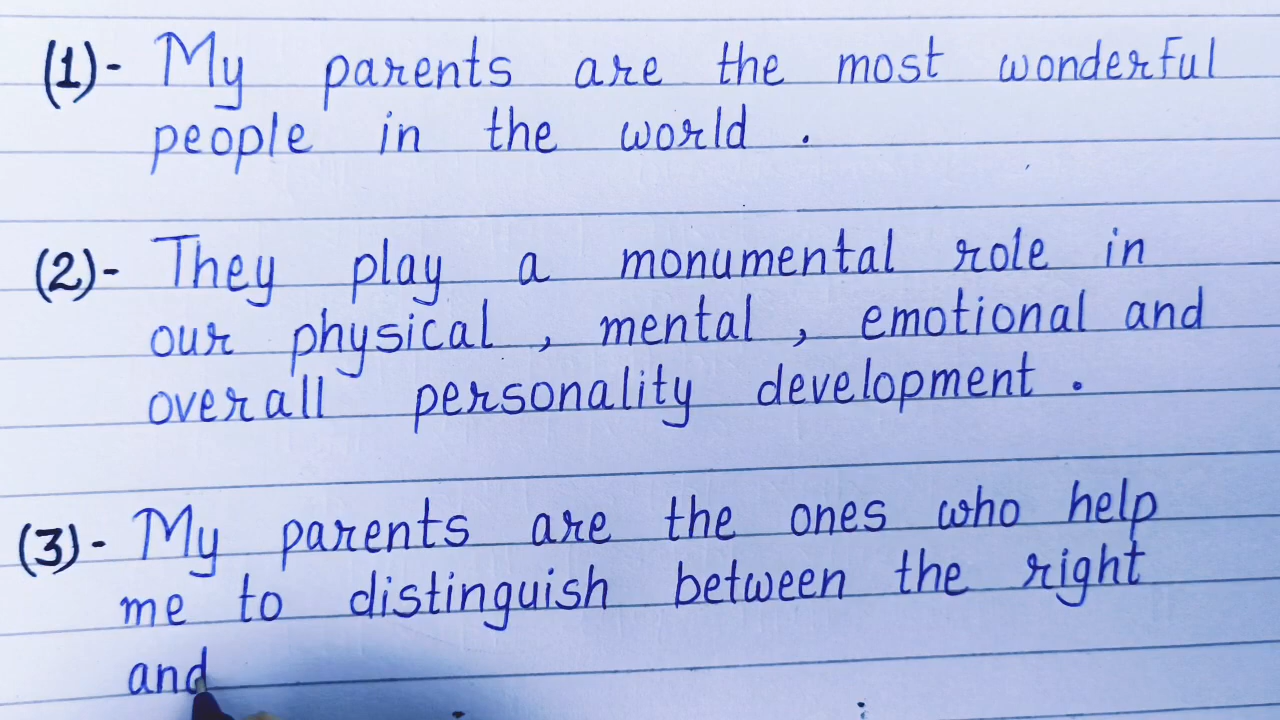 (1)- My parents are the most wonderful
people in the world .
(2)- They play a monumental role in
our physical , mental , emotional and
overall personality development .
(3)- My parents are the ones who help
me to distinguish between the right
and